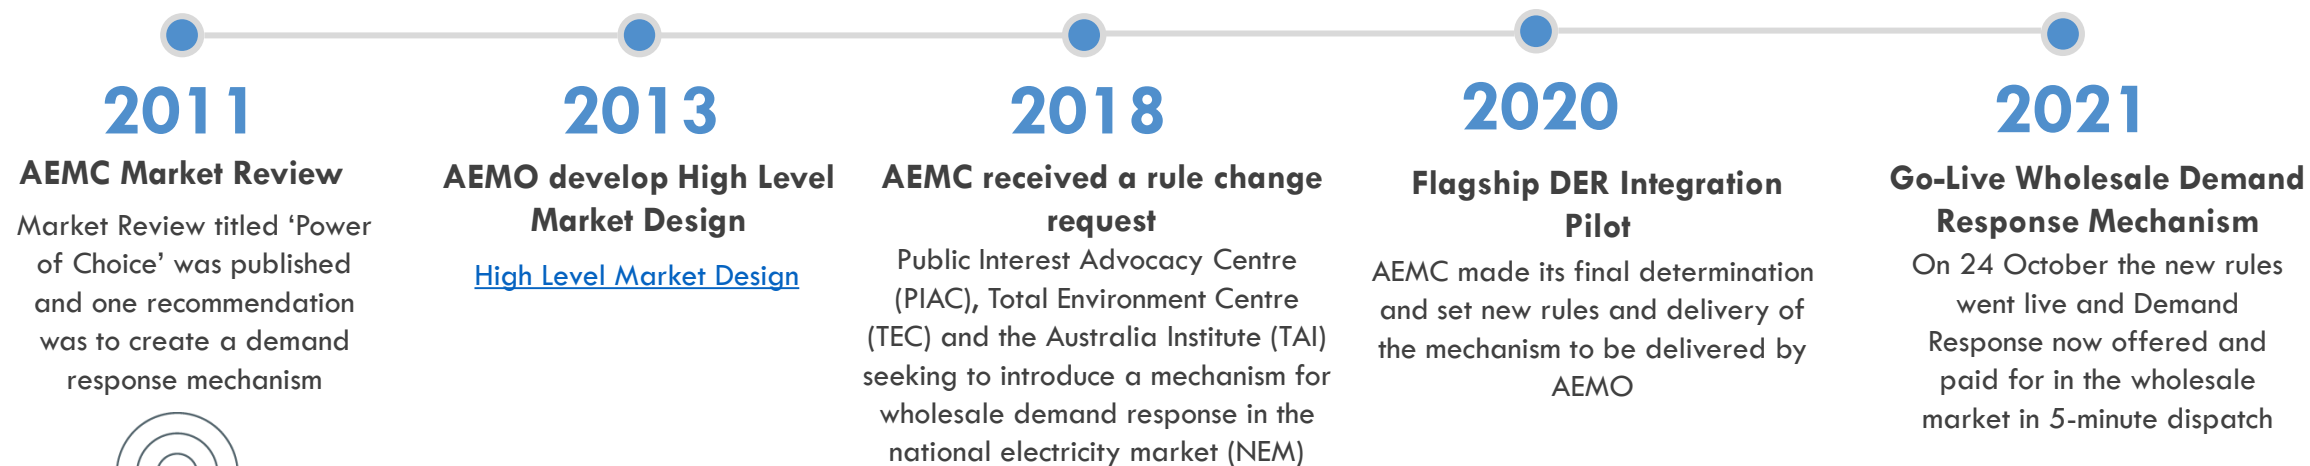 2011
AEMC Market Review
Market Review titled ‘Power
of Choice’ was published
and one recommendation
was to create a demand
response mechanism
2013
AEMO develop High Level
Market Design
High Level Market Design
2018
AEMC received a rule change
request
Public Interest Advocacy Centre
(PIAC), Total Environment Centre
(TEC) and the Australia Institute (TAI)
seeking to introduce a mechanism for
wholesale demand response in the
national electricity market (NEM)
2020
Flagship DER Integration
Pilot
AEMC made its final determination
and set new rules and delivery of
the mechanism to be delivered by
AEMO
2021
Go-Live Wholesale Demand
Response Mechanism
On 24 October the new rules
went live and Demand
Response now offered and
paid for in the wholesale
market in 5-minute dispatch